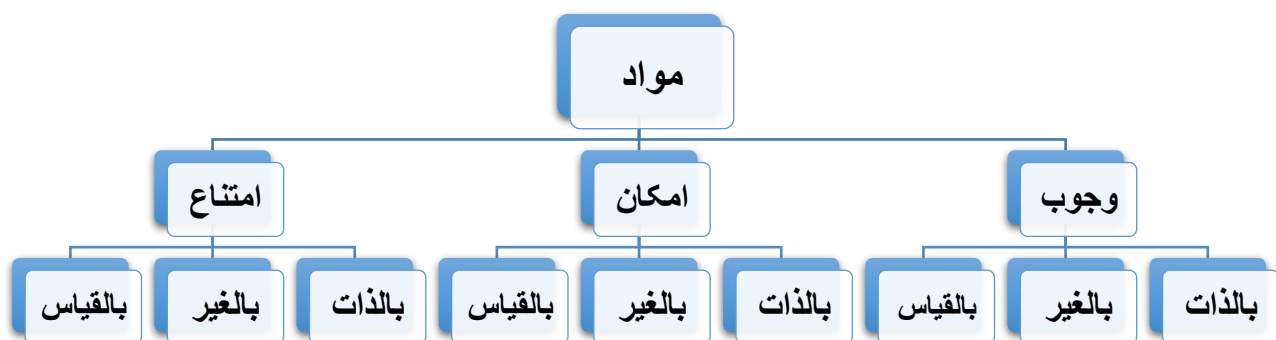 مواد
وجوب
امكان
امتناع
بالذات
بالغير
بالقياس
بالذات
بالغير
بالقياس
بالذات
بالغير
بالقياس